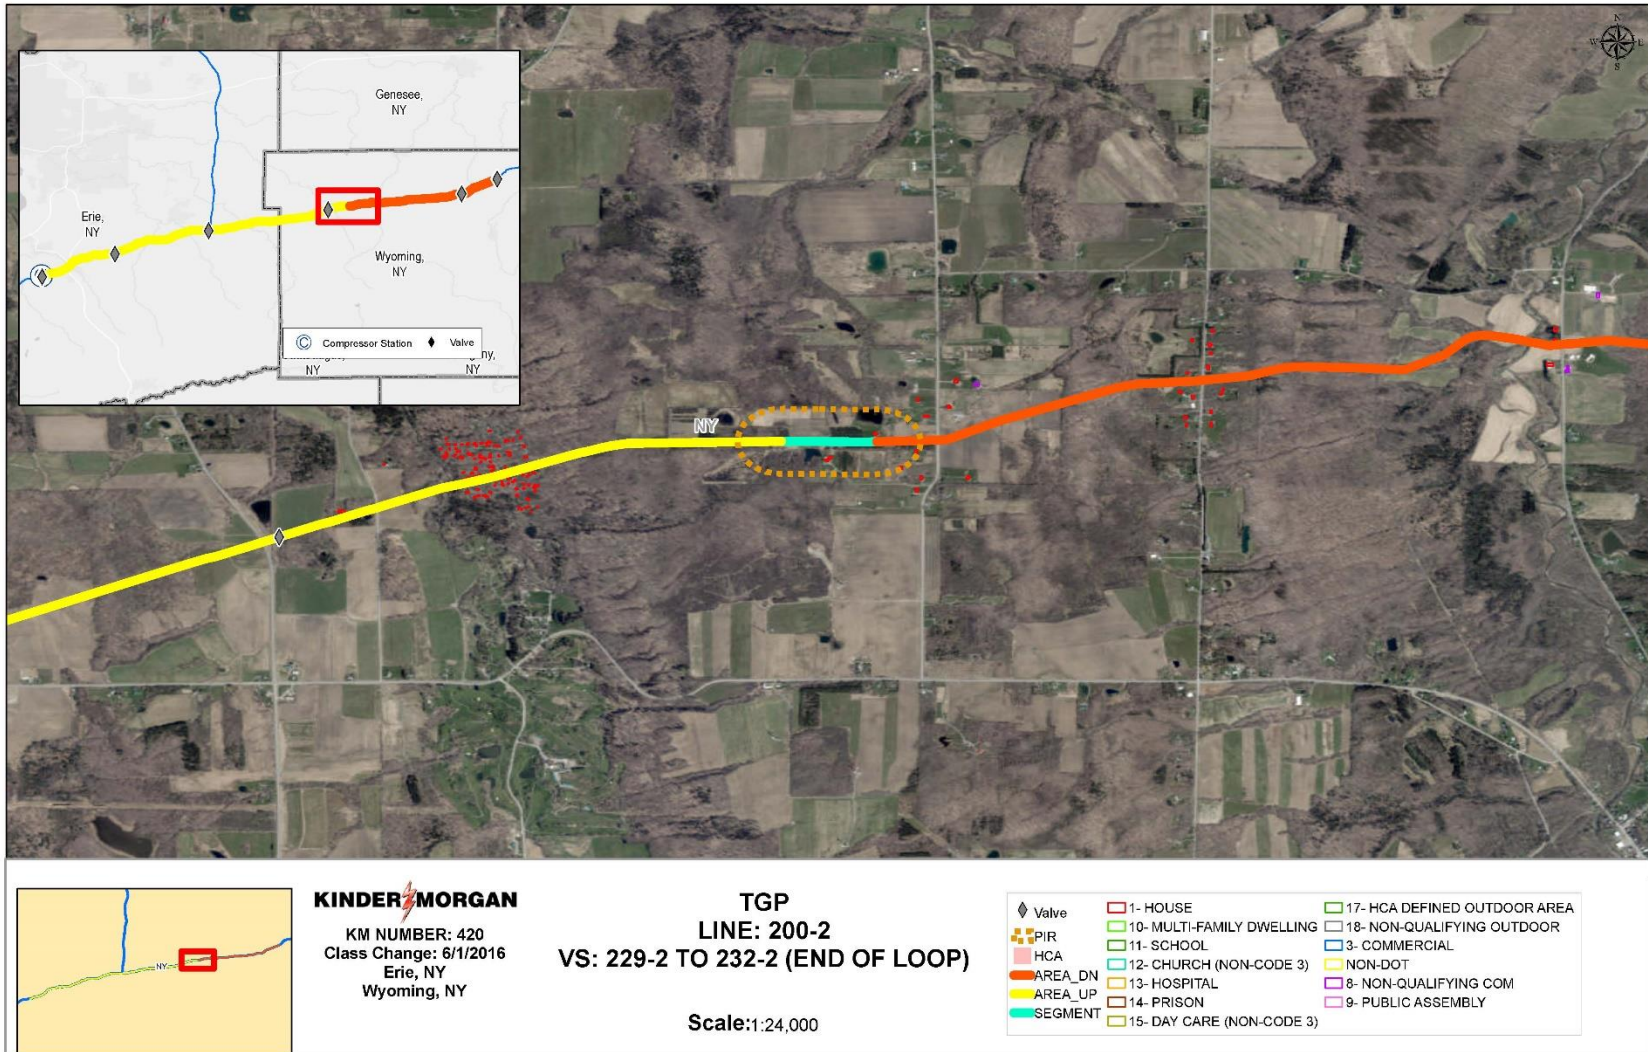 N
W
E
S
Genesee,
NY
Erie,
NY
Wyoming,
NY
Compressor Station
Valve
NY
NY
NY
KINDER MORGAN
KM NUMBER: 420
Class Change: 6/1/2016
Erie, NY
Wyoming, NY
TGP
LINE: 200-2
VS: 229-2 TO 232-2 (END OF LOOP)
Scale:1:24,000
Valve
PIR
HCA
AREA_DN
AREA_UP
SEGMENT
1- HOUSE
10- MULTI-FAMILY DWELLING
11- SCHOOL
12- CHURCH (NON-CODE 3)
13- HOSPITAL
14- PRISON
15- DAY CARE (NON-CODE 3)
17- HCA DEFINED OUTDOOR AREA
18- NON-QUALIFYING OUTDOOR
3- COMMERCIAL
NON-DOT
8- NON-QUALIFYING COM
9- PUBLIC ASSEMBLY
NY